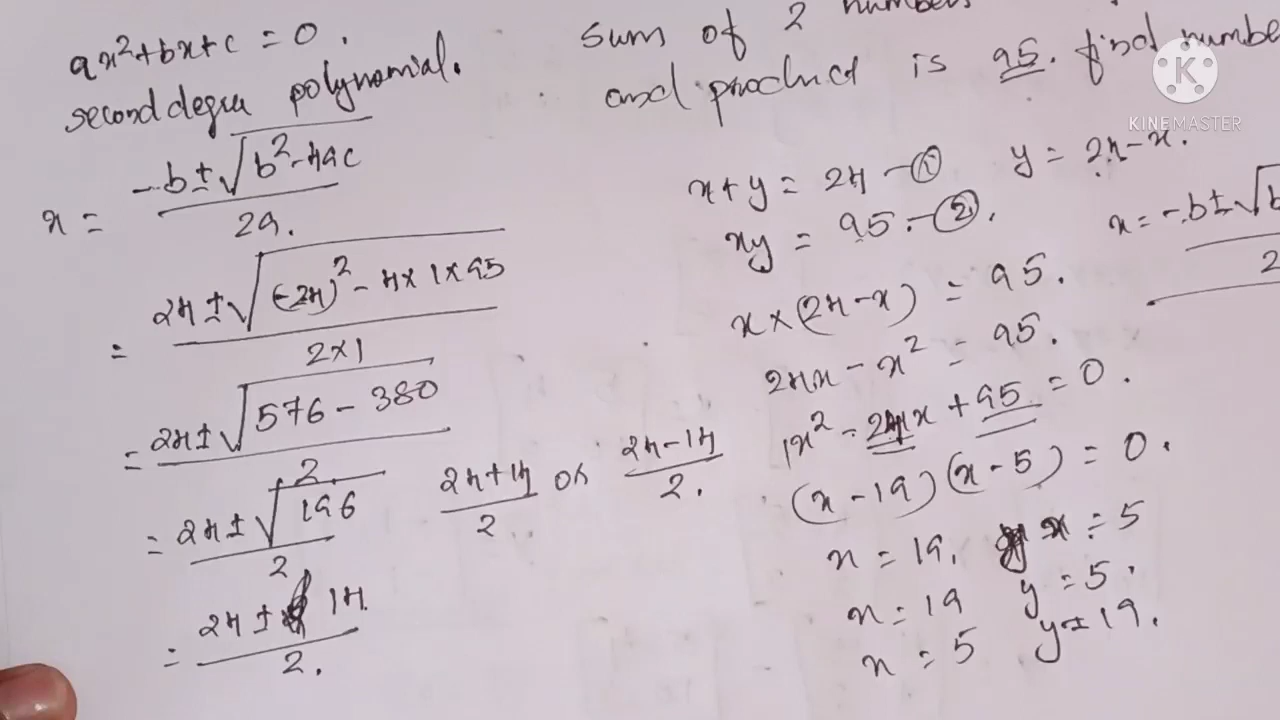 ax²+bx+c = 0.
second degree polynomial.
x = -b ± √b²-4ac
2a.
= 24 ± √(-24)² - 4×1×95
2×1
= 24 ± √576 - 380
2.
= 24 ± √196
2
= 24 ± 14
2.
24+14
2
or
24-14
2.
sum of 2 numbers
and product is 95. find numbe
x+y = 24 -①
y = 24-x.
xy = 95 -②.
x = -b ± √b
2
x×(24-x) = 95.
24x - x² = 95.
1x² - 24x + 95 = 0.
(x-19)(x-5) = 0.
x = 19, x = 5
x = 19 y = 5.
x = 5 y = 19.
KINEMASTER